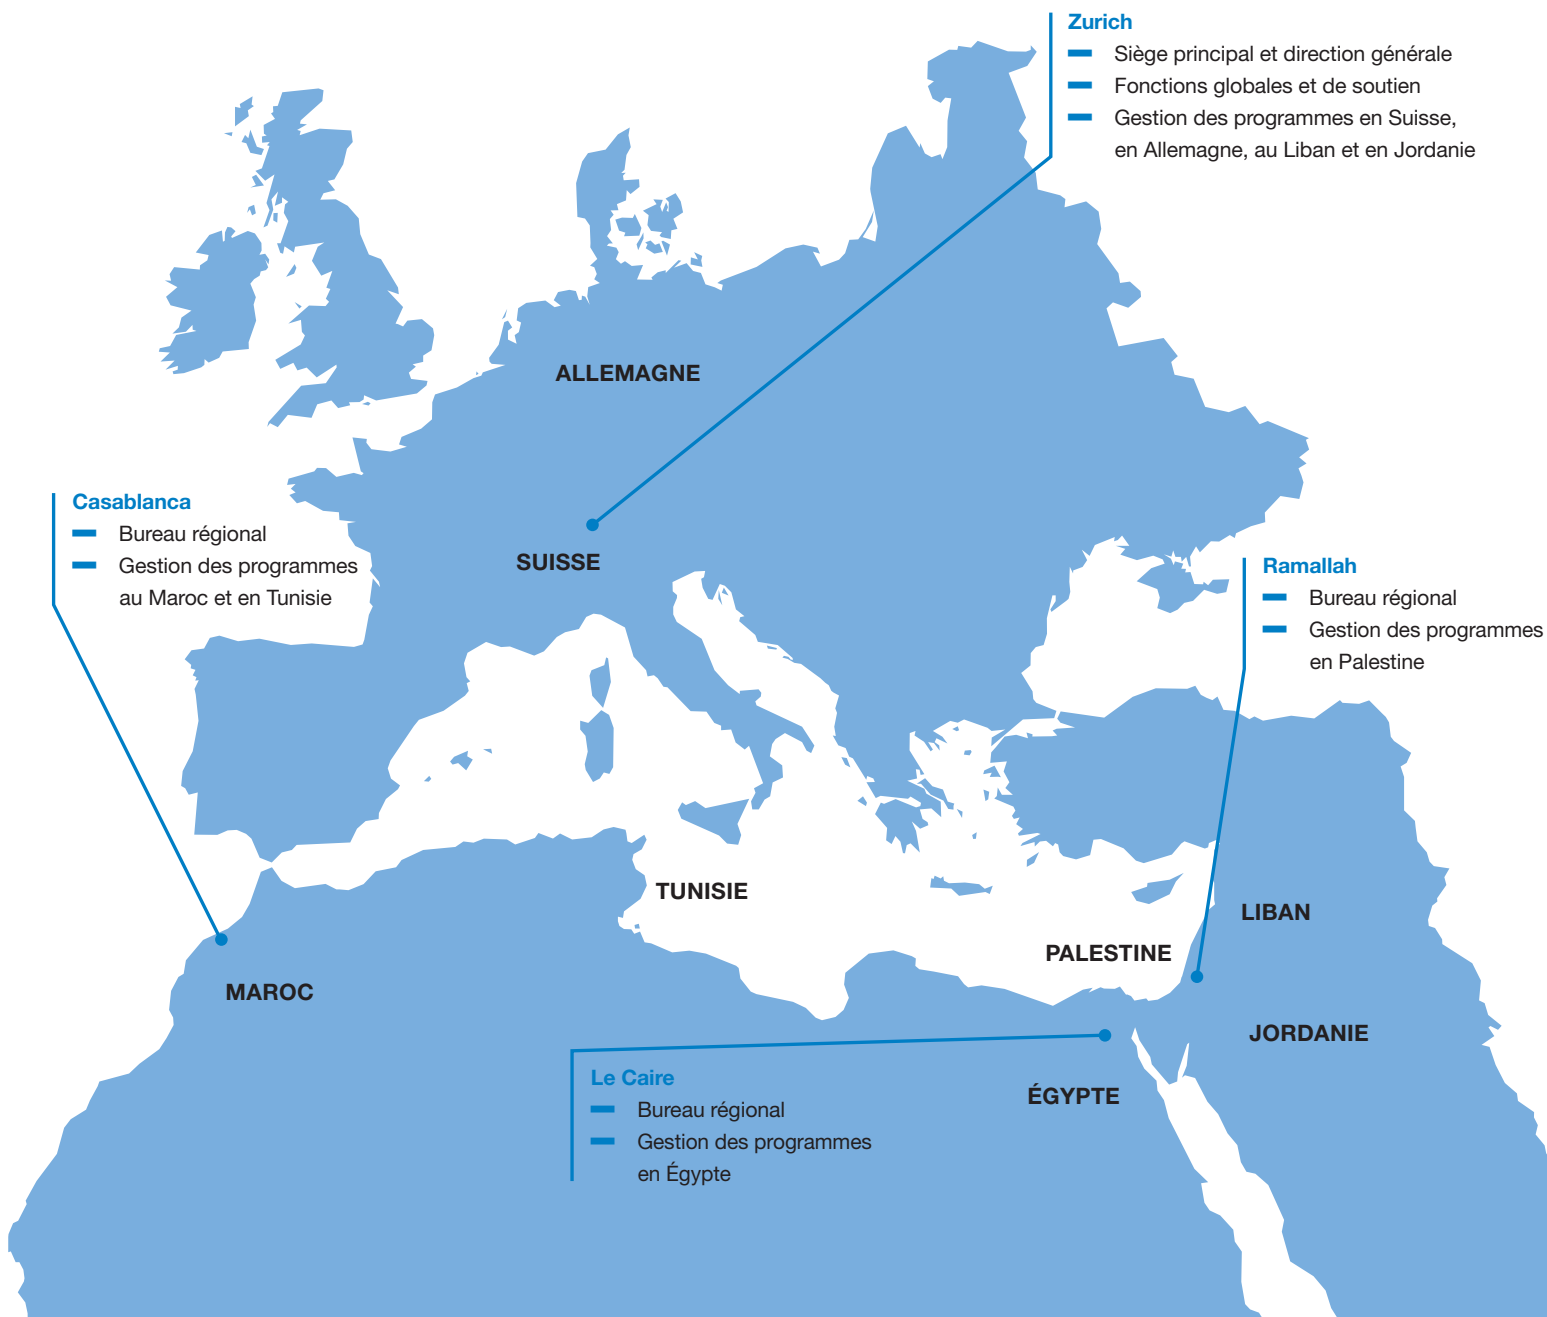 Zurich
Siège principal et direction générale
Fonctions globales et de soutien
Gestion des programmes en Suisse,
en Allemagne, au Liban et en Jordanie
ALLEMAGNE
Casablanca
Bureau régional
Gestion des programmes
au Maroc et en Tunisie
SUISSE
Ramallah
Bureau régional
Gestion des programmes
en Palestine
TUNISIE
LIBAN
PALESTINE
MAROC
JORDANIE
Le Caire
Bureau régional
Gestion des programmes
en Égypte
ÉGYPTE